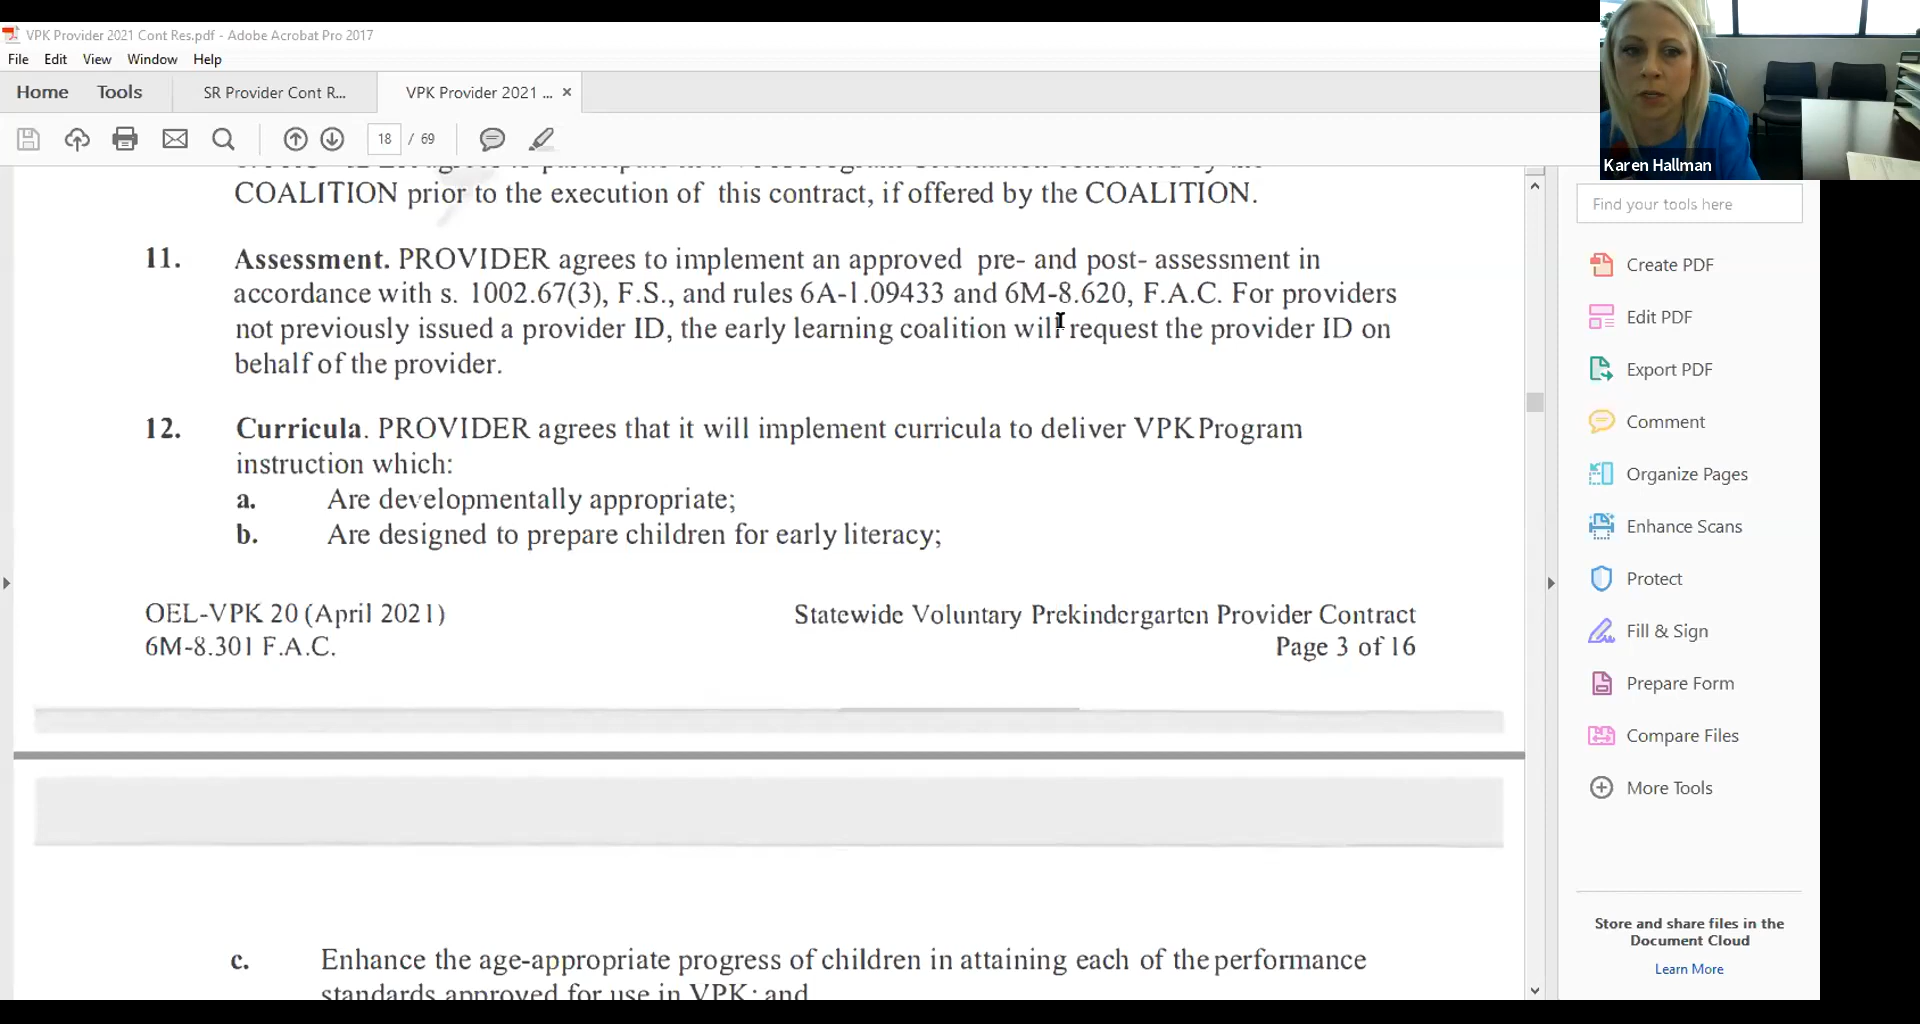 VPK Provider 2021 Cont Res.pdf - Adobe Acrobat Pro 2017
File Edit View Window Help
Home Tools SR Provider Cont R... VPK Provider 2021 ... ×
18 / 69
Karen Hallman
COALITION prior to the execution of this contract, if offered by the COALITION.
11. Assessment. PROVIDER agrees to implement an approved pre- and post- assessment in
accordance with s. 1002.67(3), F.S., and rules 6A-1.09433 and 6M-8.620, F.A.C. For providers
not previously issued a provider ID, the early learning coalition will request the provider ID on
behalf of the provider.
12. Curricula. PROVIDER agrees that it will implement curricula to deliver VPK Program
instruction which:
a. Are developmentally appropriate;
b. Are designed to prepare children for early literacy;
OEL-VPK 20 (April 2021) Statewide Voluntary Prekindergarten Provider Contract
6M-8.301 F.A.C. Page 3 of 16
c. Enhance the age-appropriate progress of children in attaining each of the performance
standards approved for use in VPK; and
Find your tools here
Create PDF
Edit PDF
Export PDF
Comment
Organize Pages
Enhance Scans
Protect
Fill & Sign
Prepare Form
Compare Files
More Tools
Store and share files in the
Document Cloud
Learn More